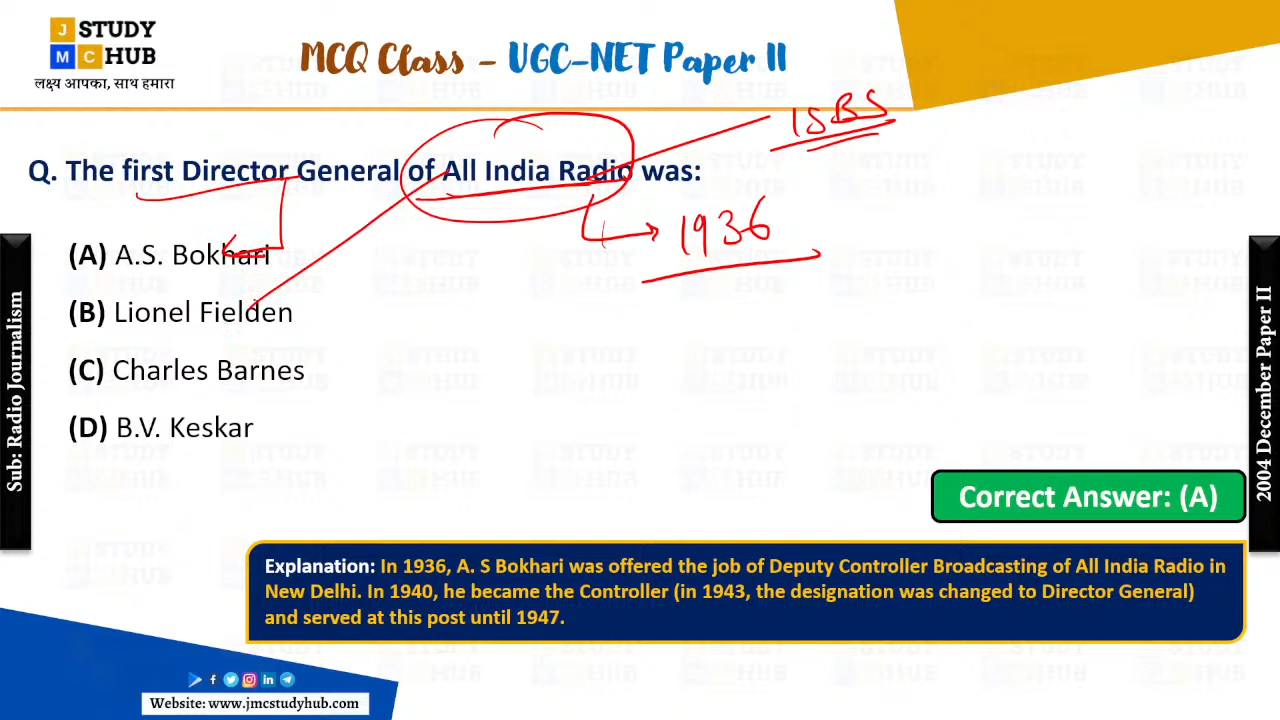 J STUDY
M C HUB
लक्ष्य आपका, साथ हमारा
MCQ Class - UGC-NET Paper II
ISBS
Q. The first Director General of All India Radio was:
1936
(A) A.S. Bokhari
(B) Lionel Fielden
(C) Charles Barnes
(D) B.V. Keskar
Sub: Radio Journalism
2004 December Paper II
Correct Answer: (A)
Explanation: In 1936, A. S Bokhari was offered the job of Deputy Controller Broadcasting of All India Radio in
New Delhi. In 1940, he became the Controller (in 1943, the designation was changed to Director General)
and served at this post until 1947.
Website: www.jmcstudyhub.com